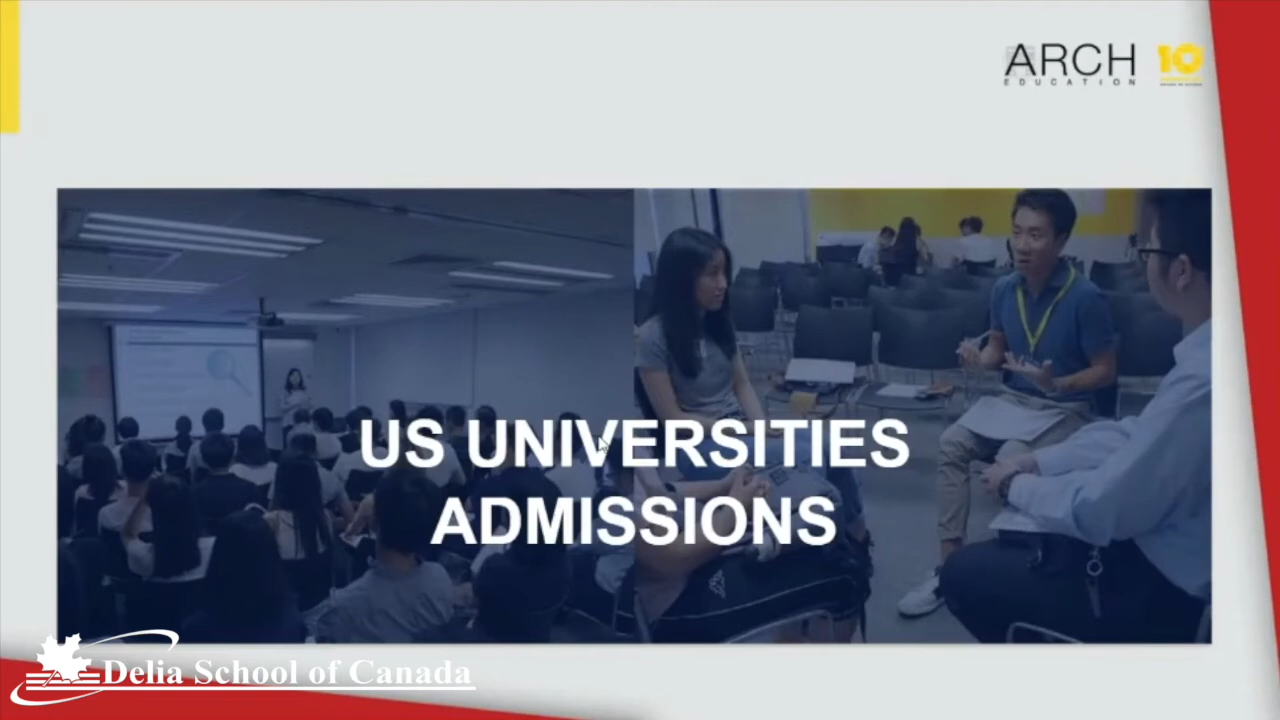 ARCH
EDUCATION
10
US UNIVERSITIES
ADMISSIONS
Delia School of Canada